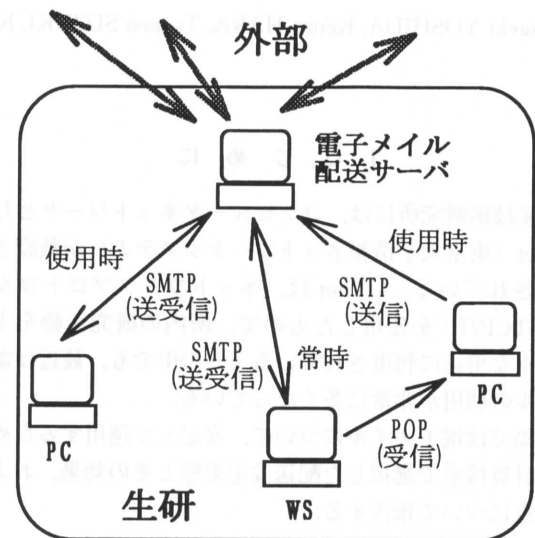 外部
電子メイル
配送サーバ
使用時
使用時
SMTP
(送受信)
SMTP
(送信)
SMTP
(送受信)
常時
PC
PC
POP
(受信)
生研
WS